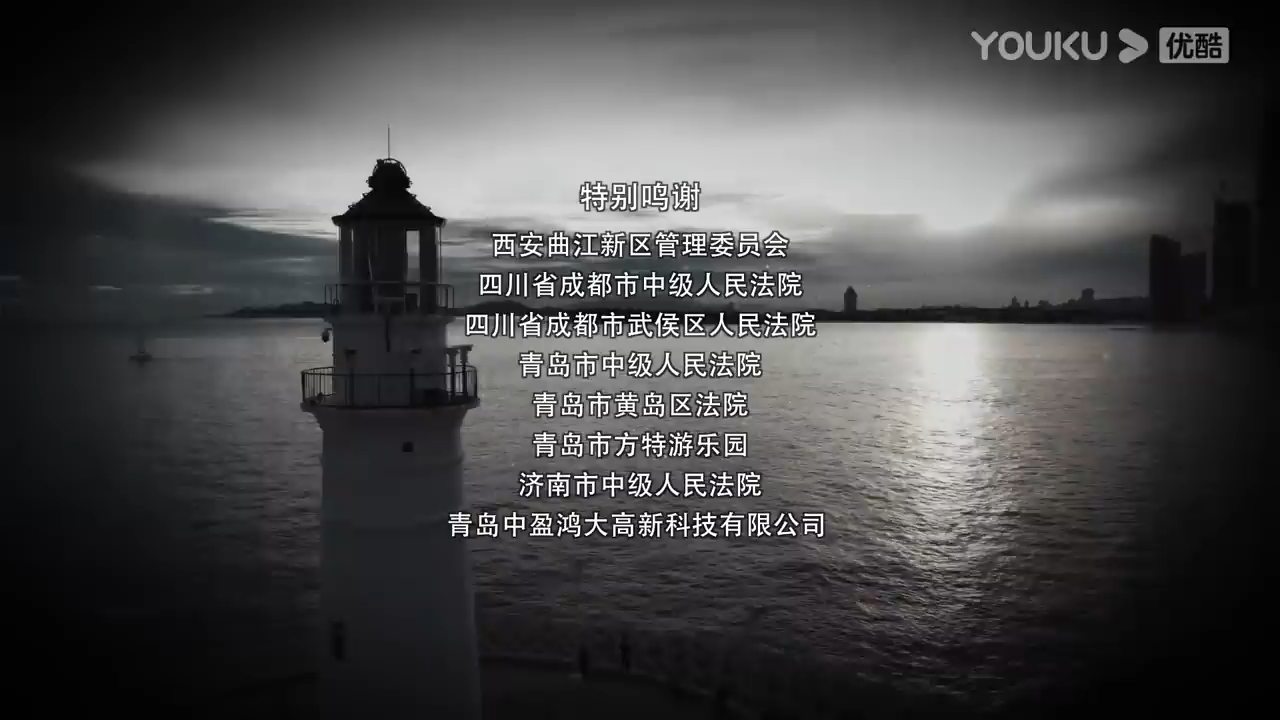 YOUKU 优酷
特别鸣谢
西安曲江新区管理委员会
四川省成都市中级人民法院
四川省成都市武侯区人民法院
青岛市中级人民法院
青岛市黄岛区法院
青岛市方特游乐园
济南市中级人民法院
青岛中盈鸿大高新科技有限公司